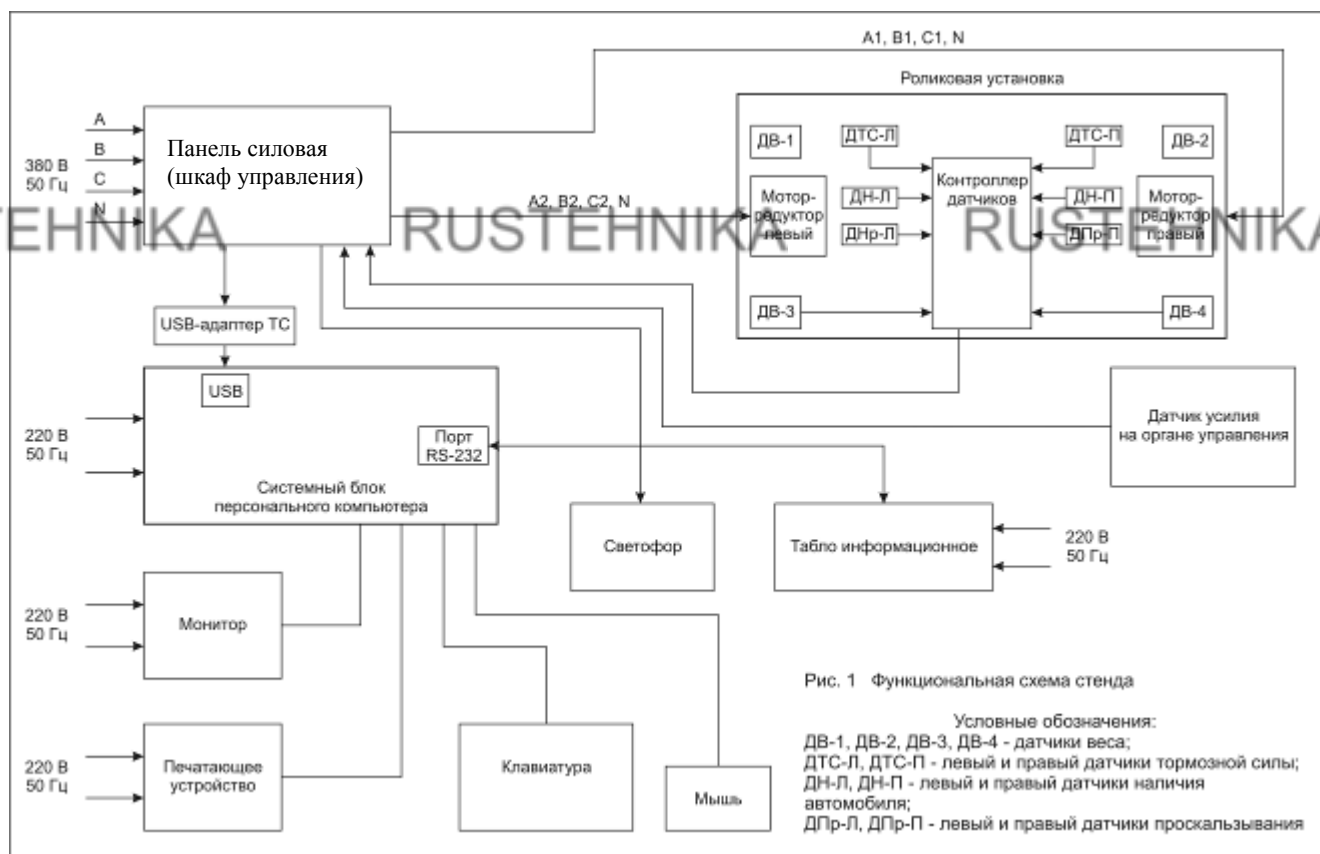 A1, B1, C1, N
Роликовая установка
A
B
380 В
50 Гц
C
N
Панель силовая
(шкаф управления)
A2, B2, C2, N
ДВ-1
ДТС-Л
ДТС-П
ДВ-2
Контроллер
датчиков
Мотор-
редуктор
левый
ДН-Л
ДНр-Л
ДН-П
ДПр-П
Мотор-
редуктор
правый
ДВ-3
ДВ-4
TEHNIKA
RUSTEHNIKA
RUSTEHNIKA
USB-адаптер ТС
USB
220 В
50 Гц
Порт
RS-232
Системный блок
персонального компьютера
Датчик усилия
на органе управления
Светофор
Табло информационное
220 В
50 Гц
220 В
50 Гц
Монитор
220 В
50 Гц
Печатающее
устройство
Клавиатура
Мышь
Рис. 1 Функциональная схема стенда
Условные обозначения:
ДВ-1, ДВ-2, ДВ-3, ДВ-4 - датчики веса;
ДТС-Л, ДТС-П - левый и правый датчики тормозной силы;
ДН-Л, ДН-П - левый и правый датчики наличия
автомобиля;
ДПр-Л, ДПр-П - левый и правый датчики проскальзывания